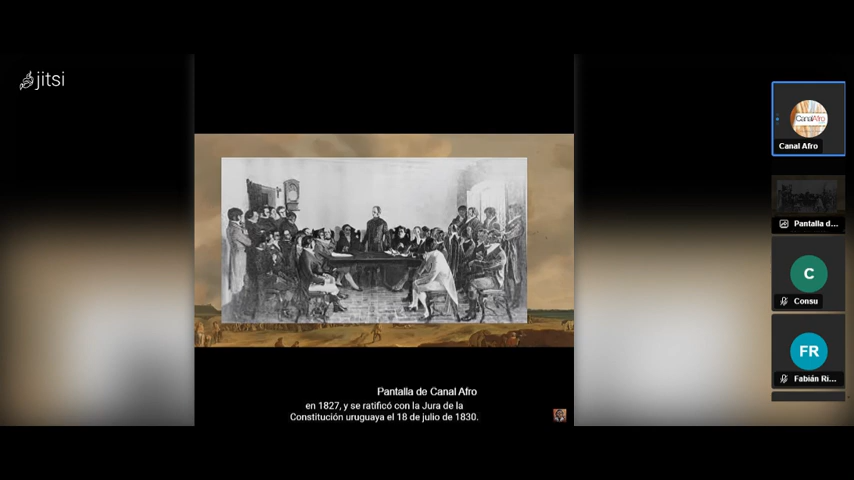 jitsi
CanalAfro
Canal Afro
Pantalla d...
C
Consu
FR
Fabián Ri...
Pantalla de Canal Afro
en 1827, y se ratificó con la Jura de la
Constitución uruguaya el 18 de julio de 1830.